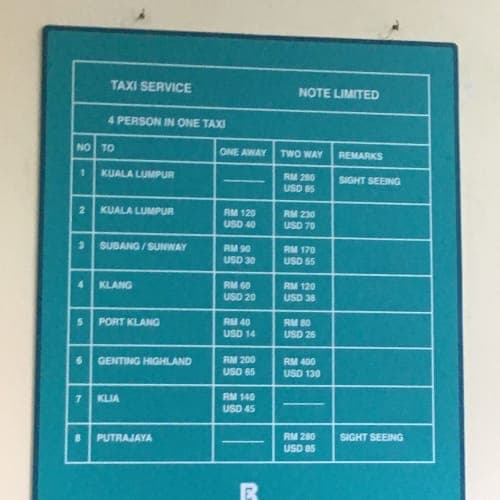 TAXI SERVICE NOTE LIMITED
4 PERSON IN ONE TAXI
NO TO ONE AWAY TWO WAY REMARKS
1 KUALA LUMPUR RM 280 SIGHT SEEING
USD 85
2 KUALA LUMPUR RM 120 RM 230
USD 40 USD 70
3 SUBANG / SUNWAY RM 90 RM 170
USD 30 USD 55
4 KLANG RM 60 RM 120
USD 20 USD 38
5 PORT KLANG RM 40 RM 80
USD 14 USD 26
6 GENTING HIGHLAND RM 200 RM 400
USD 65 USD 130
7 KLIA RM 140
USD 45
8 PUTRAJAYA RM 280 SIGHT SEEING
USD 85